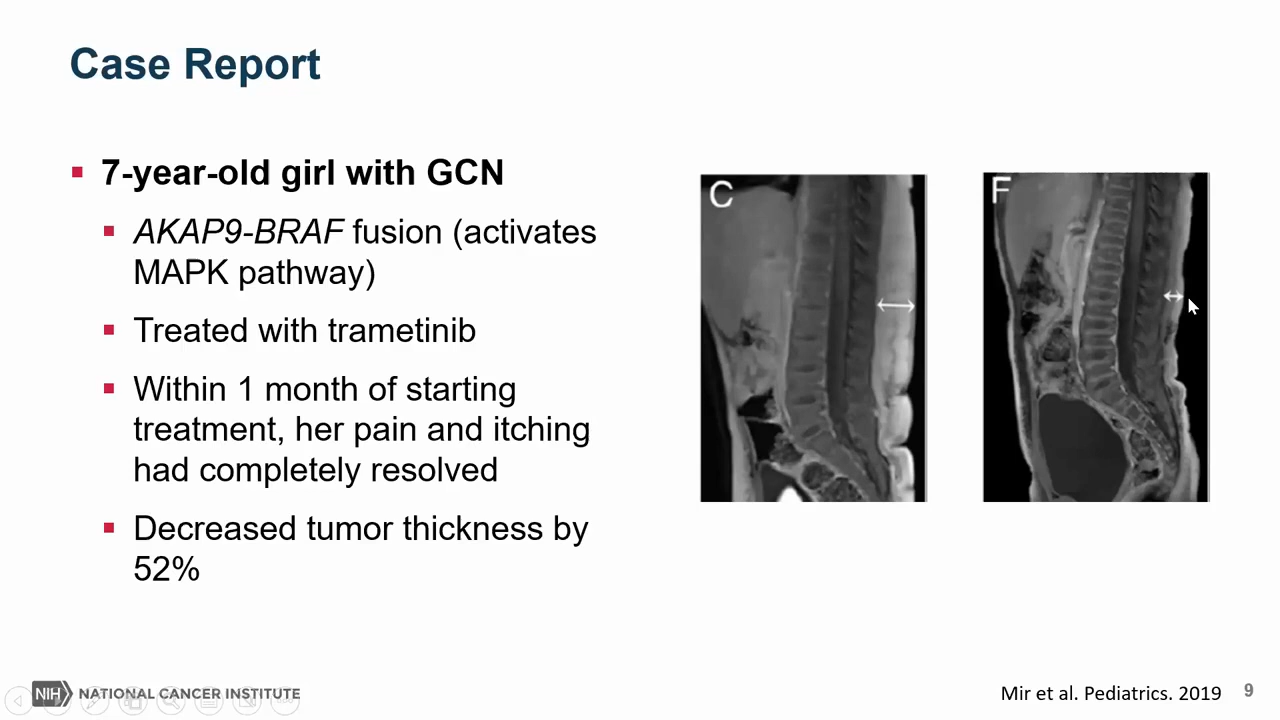 Case Report
7-year-old girl with GCN
AKAP9-BRAF fusion (activates
MAPK pathway)
Treated with trametinib
Within 1 month of starting
treatment, her pain and itching
had completely resolved
Decreased tumor thickness by
52%
C
F
NIH NATIONAL CANCER INSTITUTE
Mir et al. Pediatrics. 2019
9